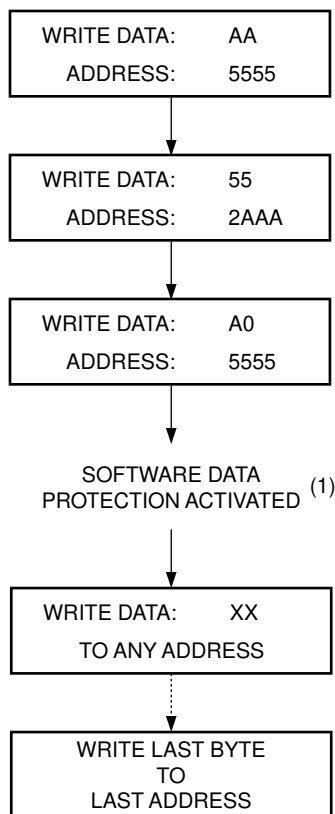 WRITE DATA: AA
ADDRESS: 5555
WRITE DATA: 55
ADDRESS: 2AAA
WRITE DATA: A0
ADDRESS: 5555
SOFTWARE DATA
PROTECTION ACTIVATED (1)
WRITE DATA: XX
TO ANY ADDRESS
WRITE LAST BYTE
TO
LAST ADDRESS